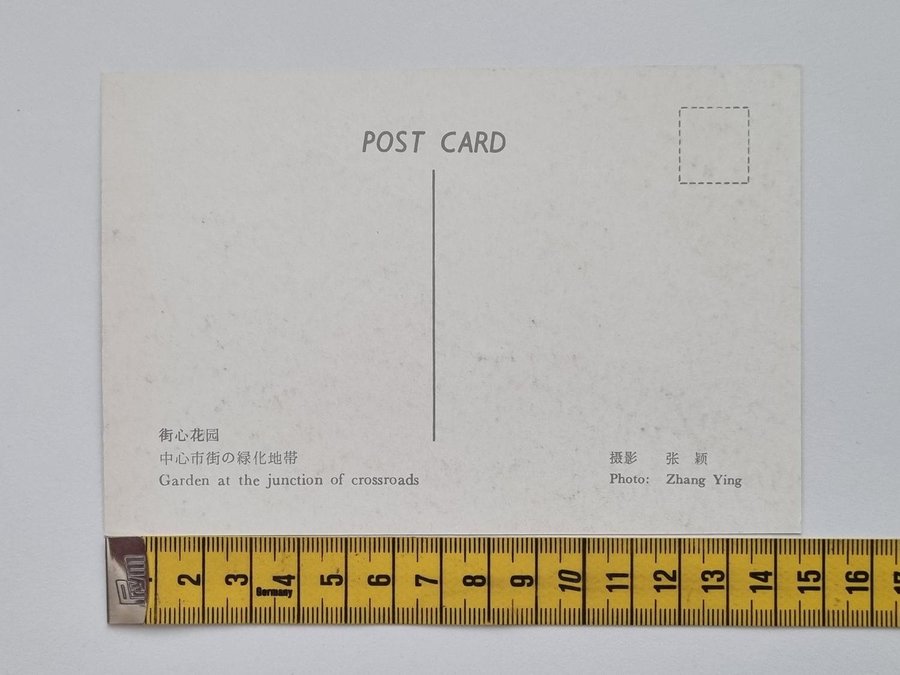 POST CARD
街心花园
中心市街の緑化地帯
Garden at the junction of crossroads
摄影 张 颖
Photo: Zhang Ying
Prym
2 3 4 5 6 7 8 9 10 11 12 13 14 15 16
Germany